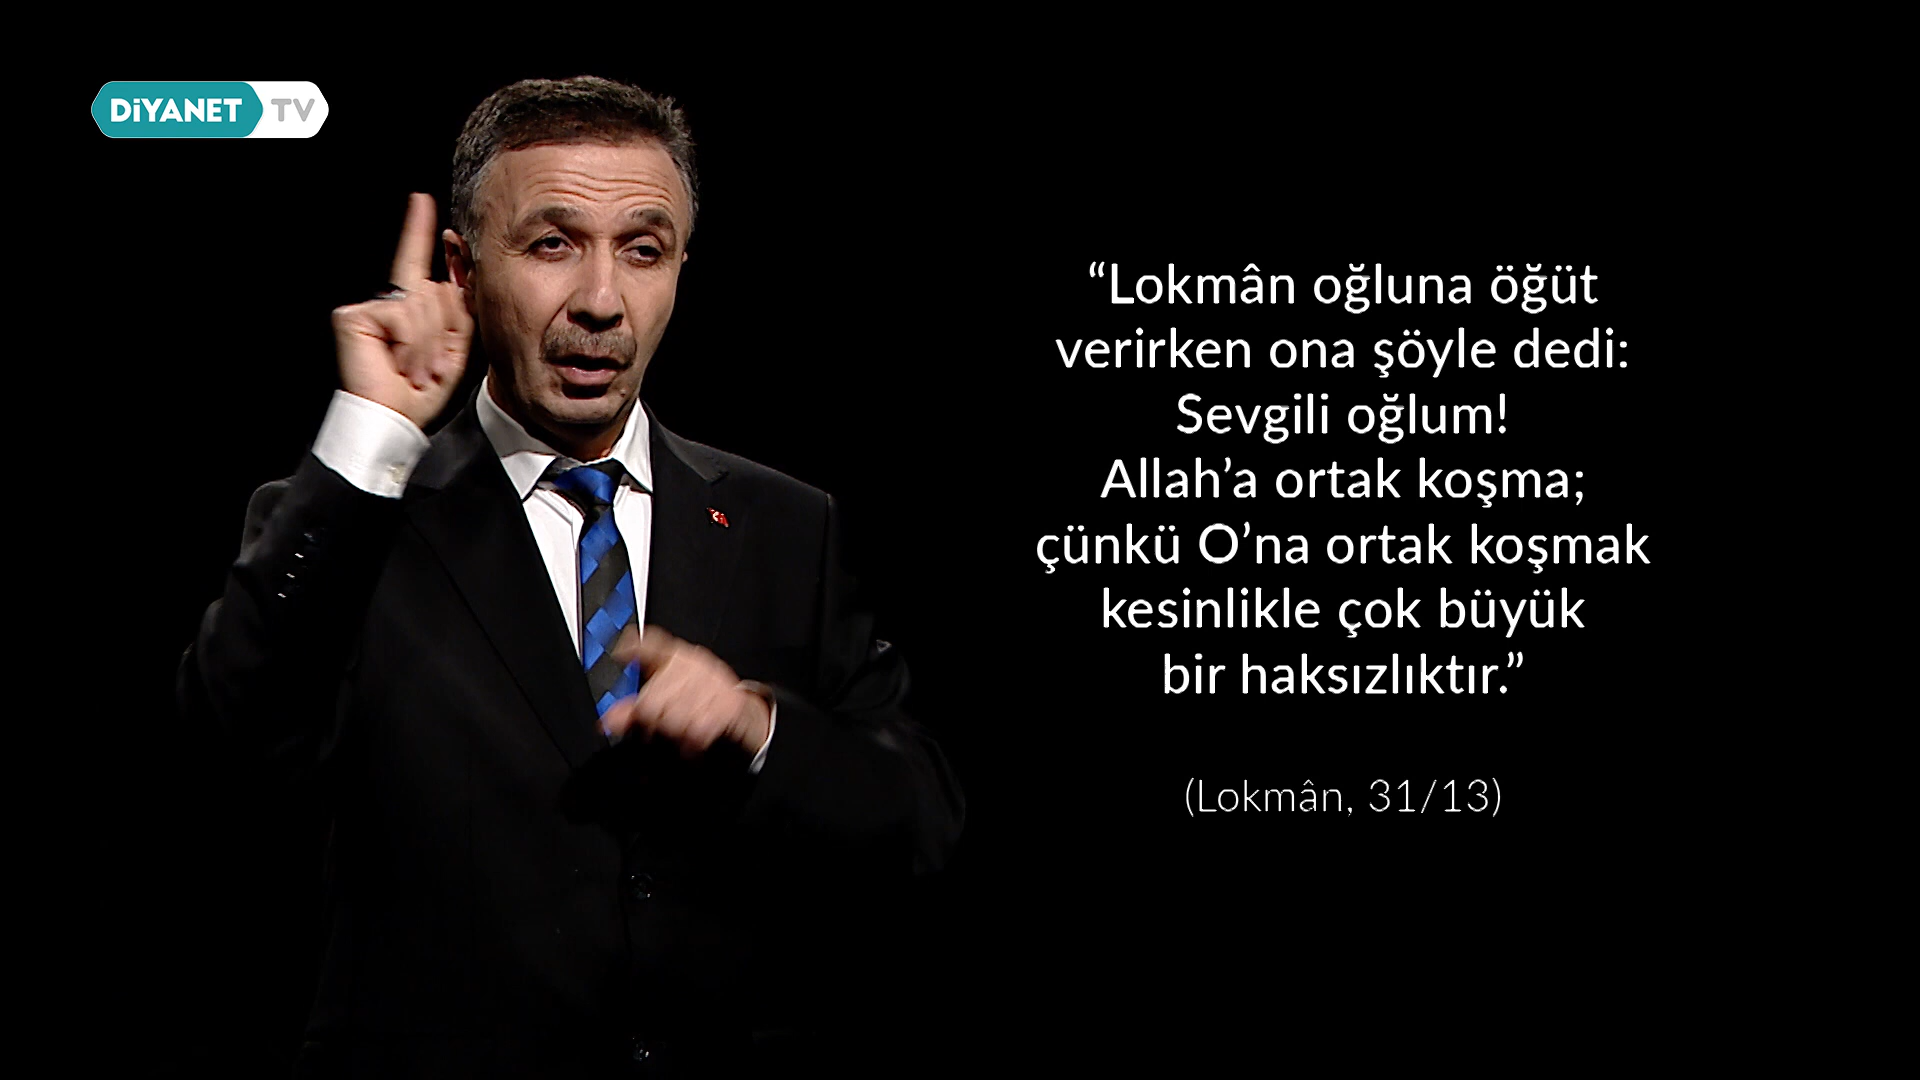 DİYANET TV
“Lokmân oğluna öğüt
verirken ona şöyle dedi:
Sevgili oğlum!
Allah’a ortak koşma;
çünkü O’na ortak koşmak
kesinlikle çok büyük
bir haksızlıktır.”
(Lokmân, 31/13)